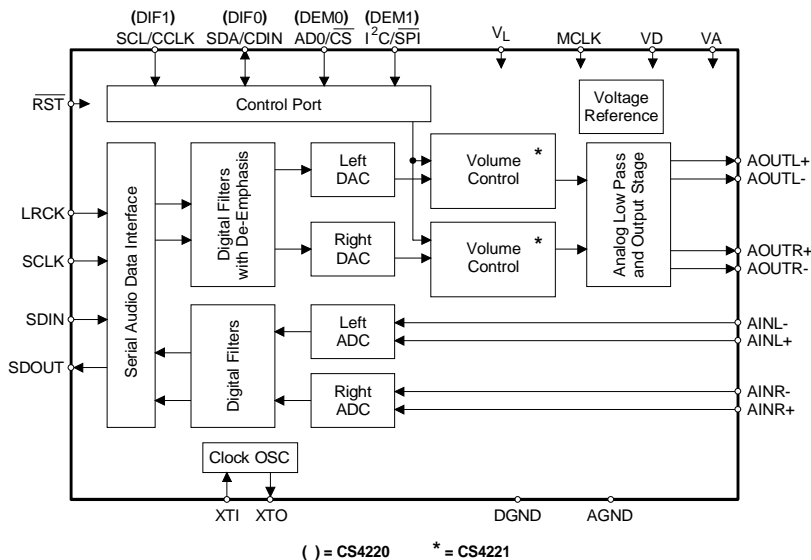 (DIF1) (DIF0) (DEM0) (DEM1)
SCL/CCLK SDA/CDIN AD0/CS I2C/SPI VL MCLK VD VA
RST
Control Port
Voltage
Reference
Serial Audio Data Interface
Digital Filters
with De-Emphasis
Left
DAC
Volume
Control
*
Analog Low Pass
and Output Stage
AOUTL+
AOUTL-
LRCK
Right
DAC
Volume
Control
*
AOUTR+
AOUTR-
SCLK
SDIN
SDOUT
Digital Filters
Left
ADC
AINL-
AINL+
Right
ADC
AINR-
AINR+
Clock OSC
XTI XTO DGND AGND
( ) = CS4220 * = CS4221